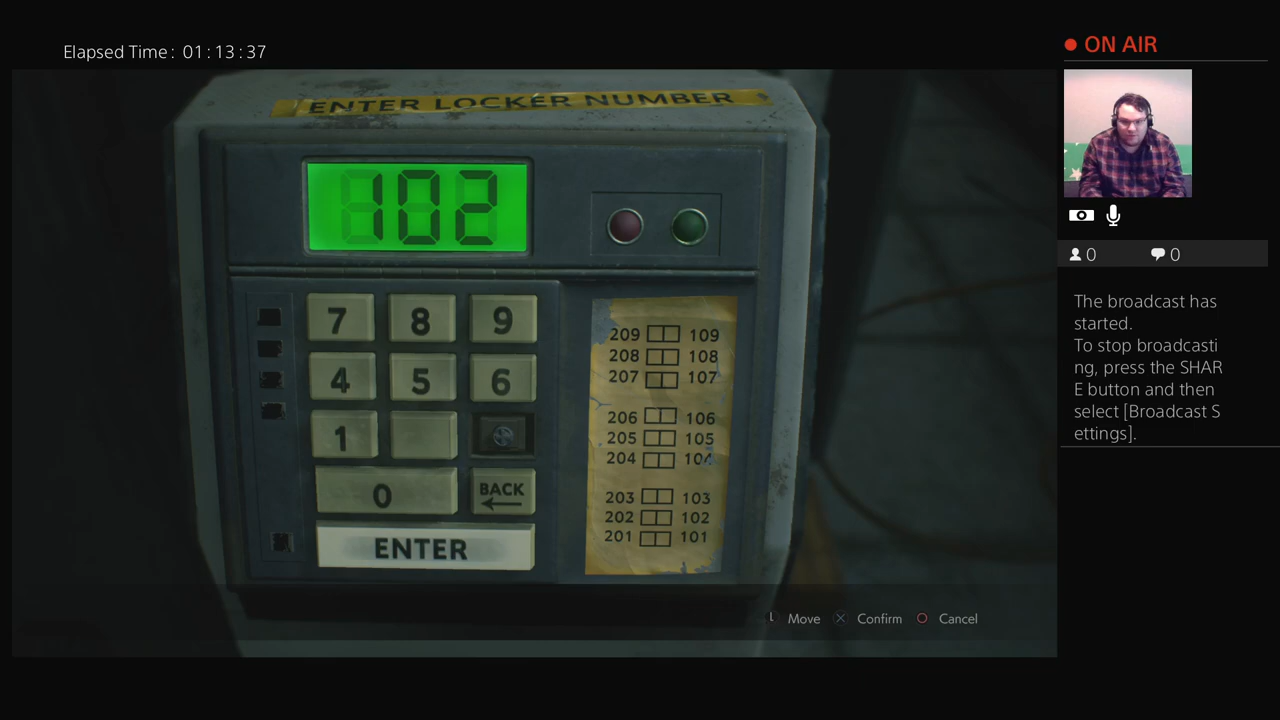 Elapsed Time: 01:13:37
ON AIR
ENTER LOCKER NUMBER
102
7 8 9
4 5 6
1
0 BACK
ENTER
209 109
208 108
207 107
206 106
205 105
204 104
203 103
202 102
201 101
L Move Confirm Cancel
0 0
The broadcast has
started.
To stop broadcasti
ng, press the SHAR
E button and then
select [Broadcast S
ettings].